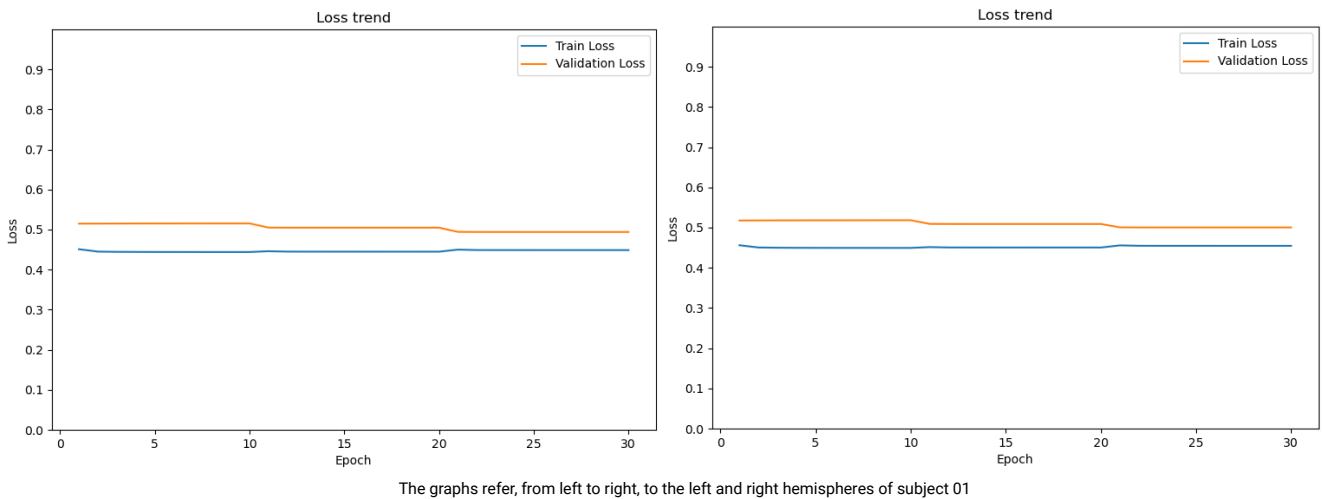 Loss trend
Train Loss
Validation Loss
0.9
0.8
0.7
0.6
0.5
0.4
0.3
0.2
0.1
0.0
Loss
0 5 10 15 20 25 30
Epoch
Loss trend
Train Loss
Validation Loss
0.9
0.8
0.7
0.6
0.5
0.4
0.3
0.2
0.1
0.0
Loss
0 5 10 15 20 25 30
Epoch
The graphs refer, from left to right, to the left and right hemispheres of subject 01